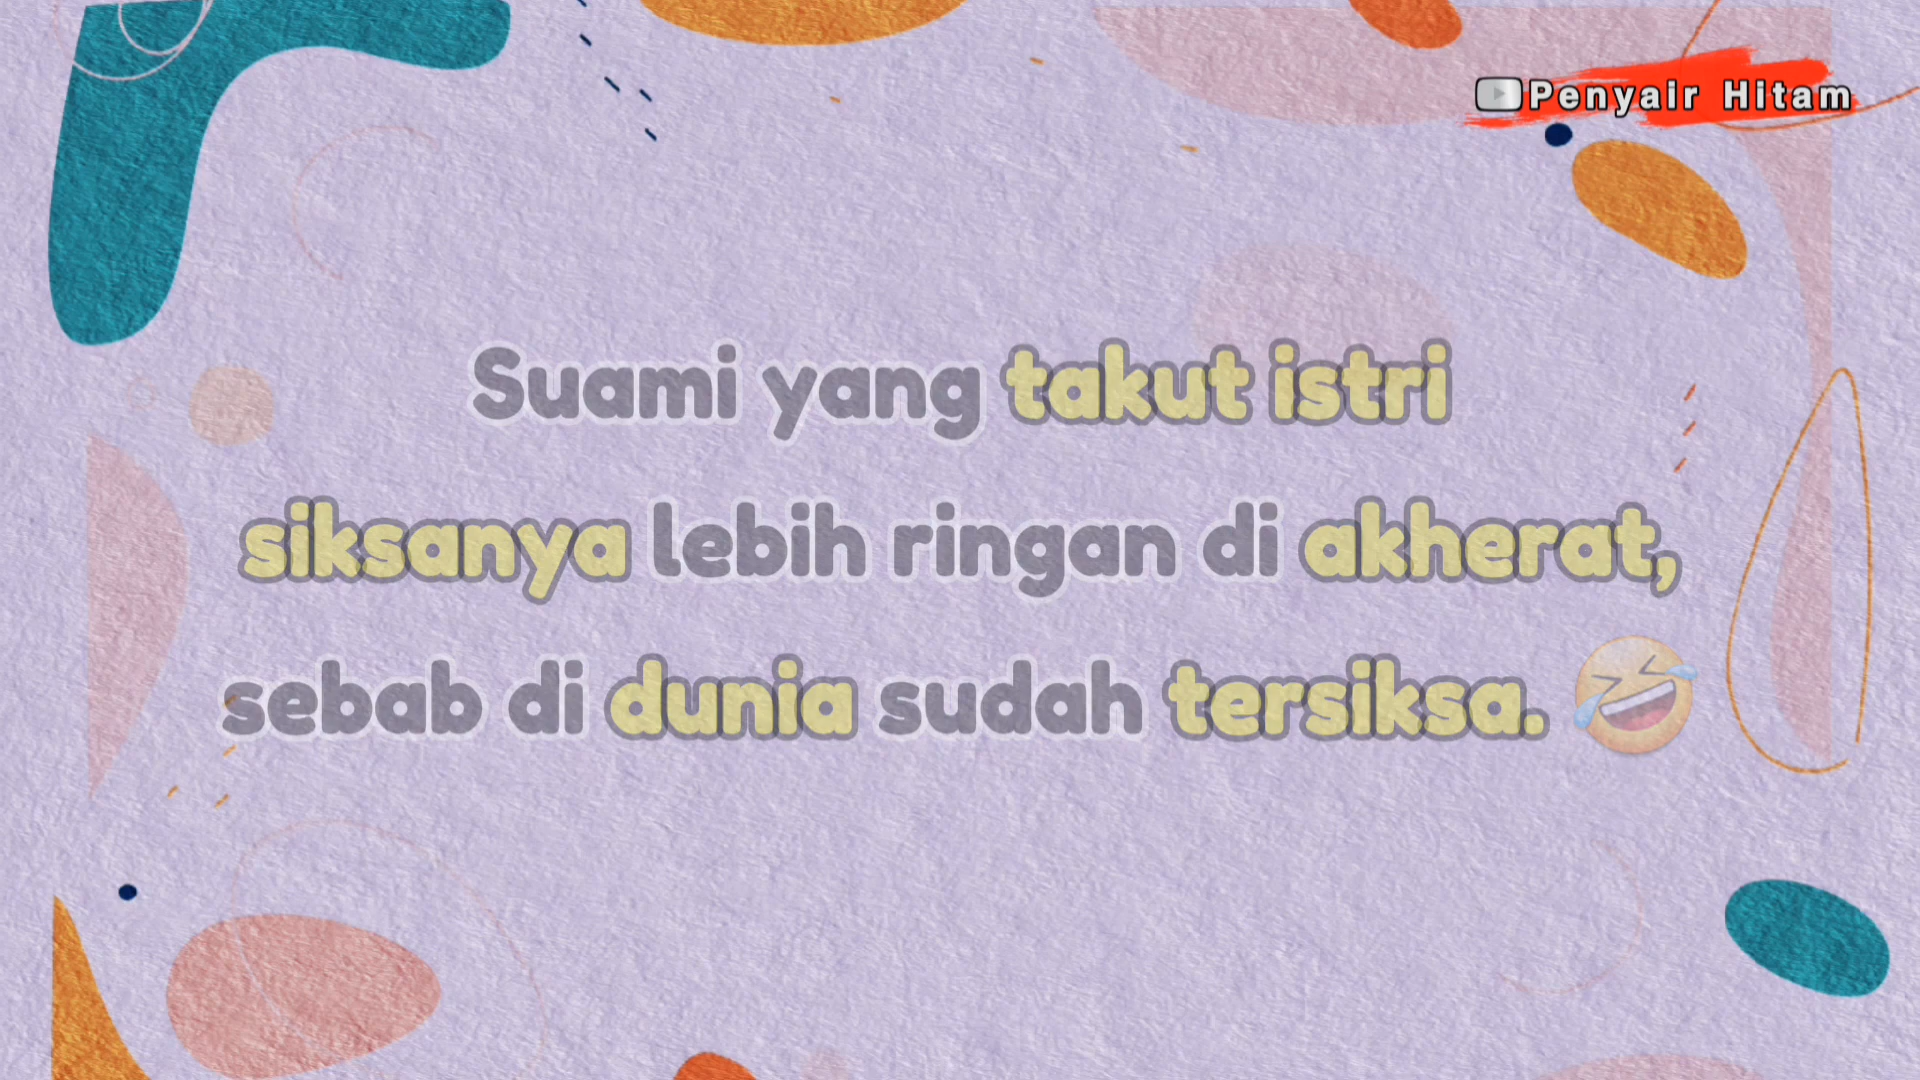 Penyair Hitam
Suami yang takut istri
siksanya lebih ringan di akherat,
sebab di dunia sudah tersiksa. 🤣